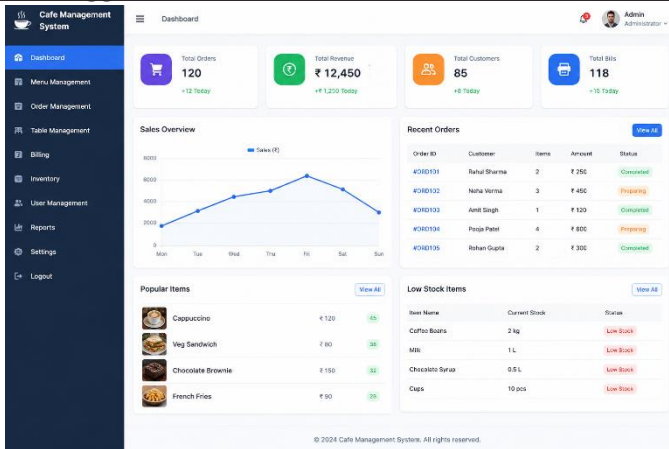 Cafe Management
System
Dashboard
Menu Management
Order Management
Table Management
Billing
Inventory
User Management
Reports
Settings
Logout
Dashboard
Admin
Administrator
Total Orders
120
+12 Today
Total Revenue
₹ 12,450
+₹ 1,250 Today
Total Customers
85
+8 Today
Total Bills
118
+16 Today
Sales Overview
Sales (₹)
8000
6000
4000
2000
0
Mon Tue Wed Thu Fri Sat Sun
Recent Orders View All
Order ID Customer Items Amount Status
#ORD101 Rahul Sharma 2 ₹ 250 Completed
#ORD102 Neha Verma 3 ₹ 450 Preparing
#ORD103 Amit Singh 1 ₹ 120 Completed
#ORD104 Pooja Patel 4 ₹ 800 Preparing
#ORD105 Rohan Gupta 2 ₹ 300 Completed
Popular Items View All
Cappuccino ₹ 120
Veg Sandwich ₹ 80
Chocolate Brownie ₹ 150
French Fries ₹ 90
Low Stock Items View All
Item Name Current Stock Status
Coffee Beans 2 kg Low Stock
Milk 1 L Low Stock
Chocolate Syrup 0.5 L Low Stock
Cups 10 pcs Low Stock
© 2024 Cafe Management System. All rights reserved.